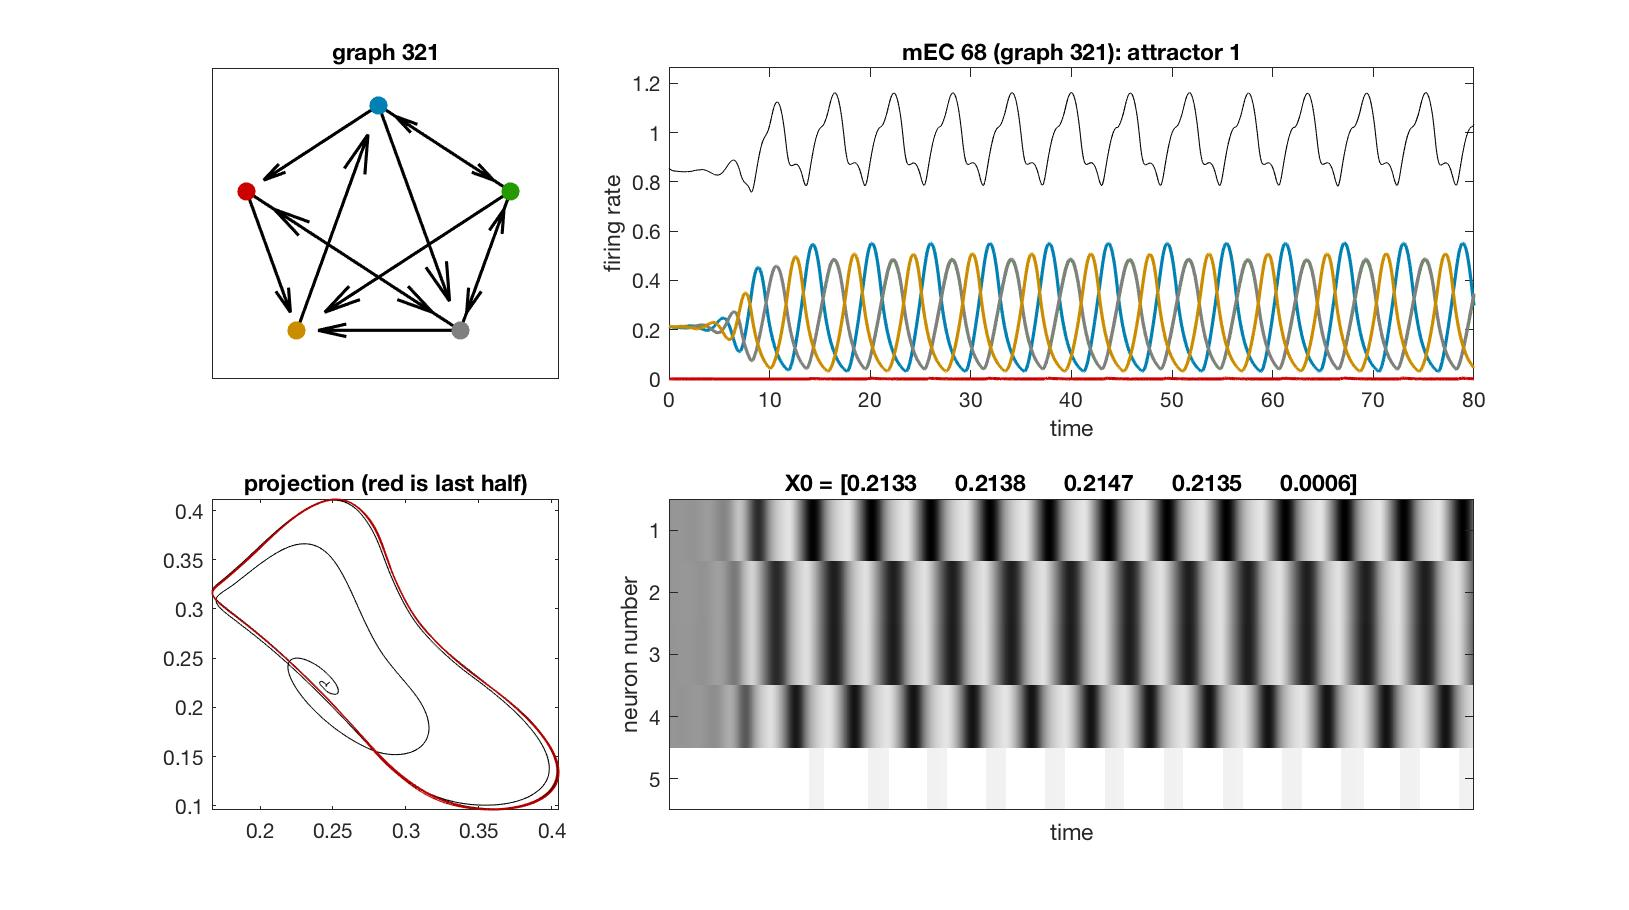 graph 321
mEC 68 (graph 321): attractor 1
1.2
1
0.8
0.6
0.4
0.2
0
firing rate
0 10 20 30 40 50 60 70 80
time
projection (red is last half)
0.4
0.35
0.3
0.25
0.2
0.15
0.1
0.2 0.25 0.3 0.35 0.4
X0 = [0.2133 0.2138 0.2147 0.2135 0.0006]
1
2
3
4
5
neuron number
time